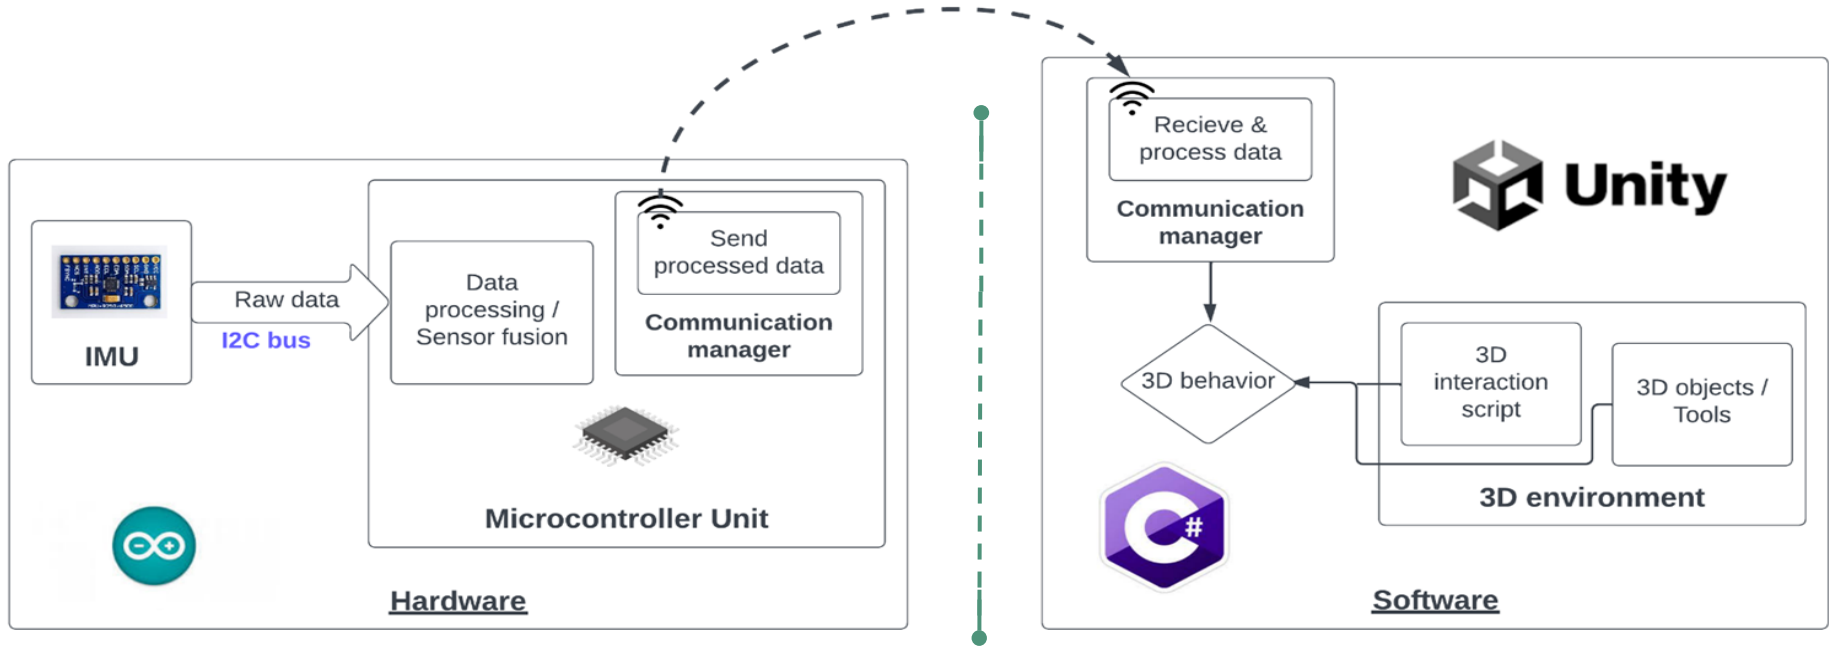 IMU
Raw data
I2C bus
Data
processing /
Sensor fusion
Send
processed data
Communication
manager
Microcontroller Unit
Hardware
Recieve &
process data
Communication
manager
Unity
3D behavior
3D
interaction
script
3D objects /
Tools
3D environment
C#
Software